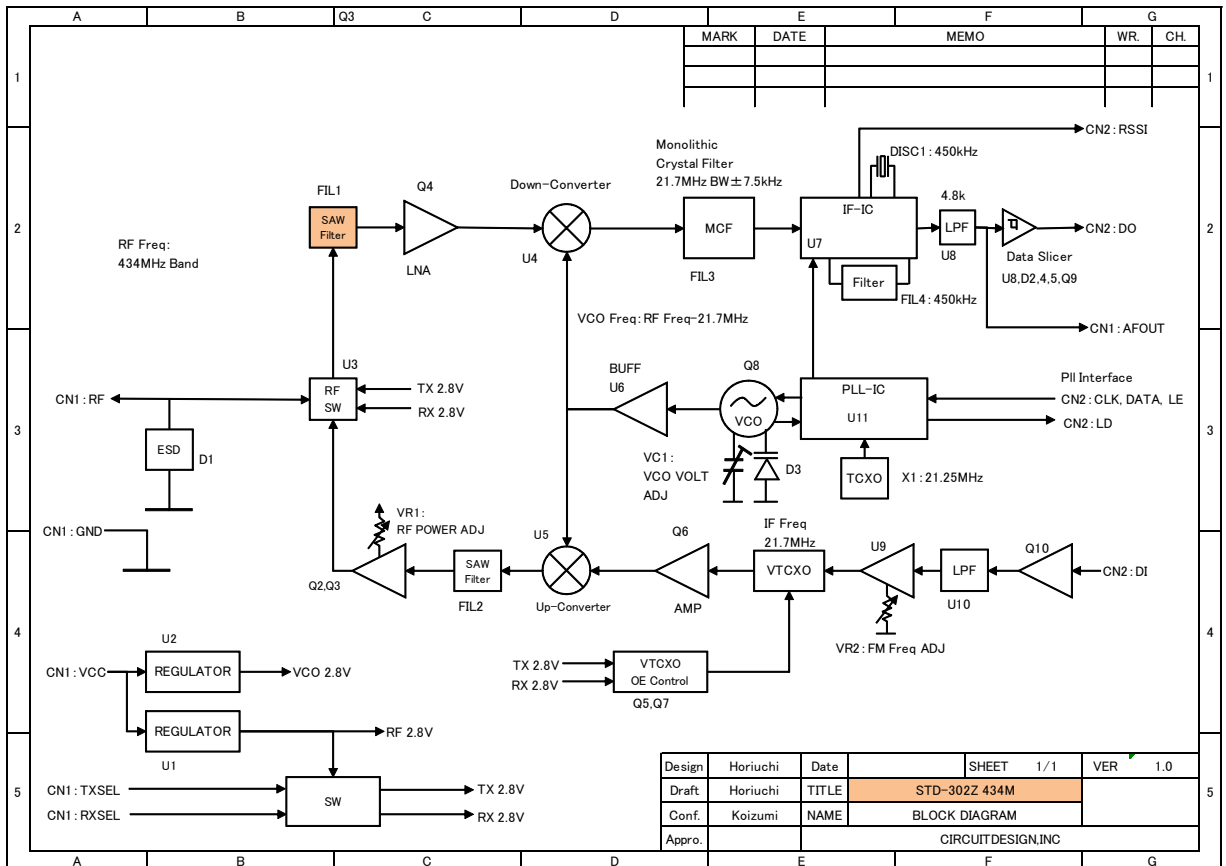 A B Q3 C D E F G
MARK DATE MEMO WR. CH.
1 1
CN2:RSSI
Monolithic
Crystal Filter
21.7MHz BW±7.5kHz
DISC1:450kHz
FIL1
Q4
Down-Converter
SAW
Filter
LNA
U4
MCF
FIL3
IF-IC
U7
4.8k
LPF
U8
Data Slicer
U8,D2,4,5,Q9
CN2:DO
2 2
RF Freq:
434MHz Band
Filter
FIL4:450kHz
VCO Freq:RF Freq-21.7MHz
CN1:AFOUT
U3
RF
SW
TX 2.8V
RX 2.8V
BUFF
U6
Q8
VCO
PLL-IC
U11
Pll Interface
CN2:CLK, DATA, LE
CN2:LD
CN1:RF
3 3
ESD
D1
VC1:
VCO VOLT
ADJ
D3
TCXO
X1:21.25MHz
CN1:GND
VR1:
RF POWER ADJ
U5
Q6
IF Freq
21.7MHz
U9
Q10
CN2:DI
Q2,Q3
SAW
Filter
FIL2
Up-Converter
AMP
VTCXO
LPF
U10
VR2:FM Freq ADJ
4 4
U2
CN1:VCC
REGULATOR
VCO 2.8V
TX 2.8V
RX 2.8V
VTCXO
OE Control
Q5,Q7
REGULATOR
RF 2.8V
U1
CN1:TXSEL
CN1:RXSEL
SW
TX 2.8V
RX 2.8V
5 5
Design Horiuchi Date SHEET 1/1 VER 1.0
Draft Horiuchi TITLE STD-302Z 434M
Conf. Koizumi NAME BLOCK DIAGRAM
Appro. CIRCUITDESIGN,INC
A B C D E F G